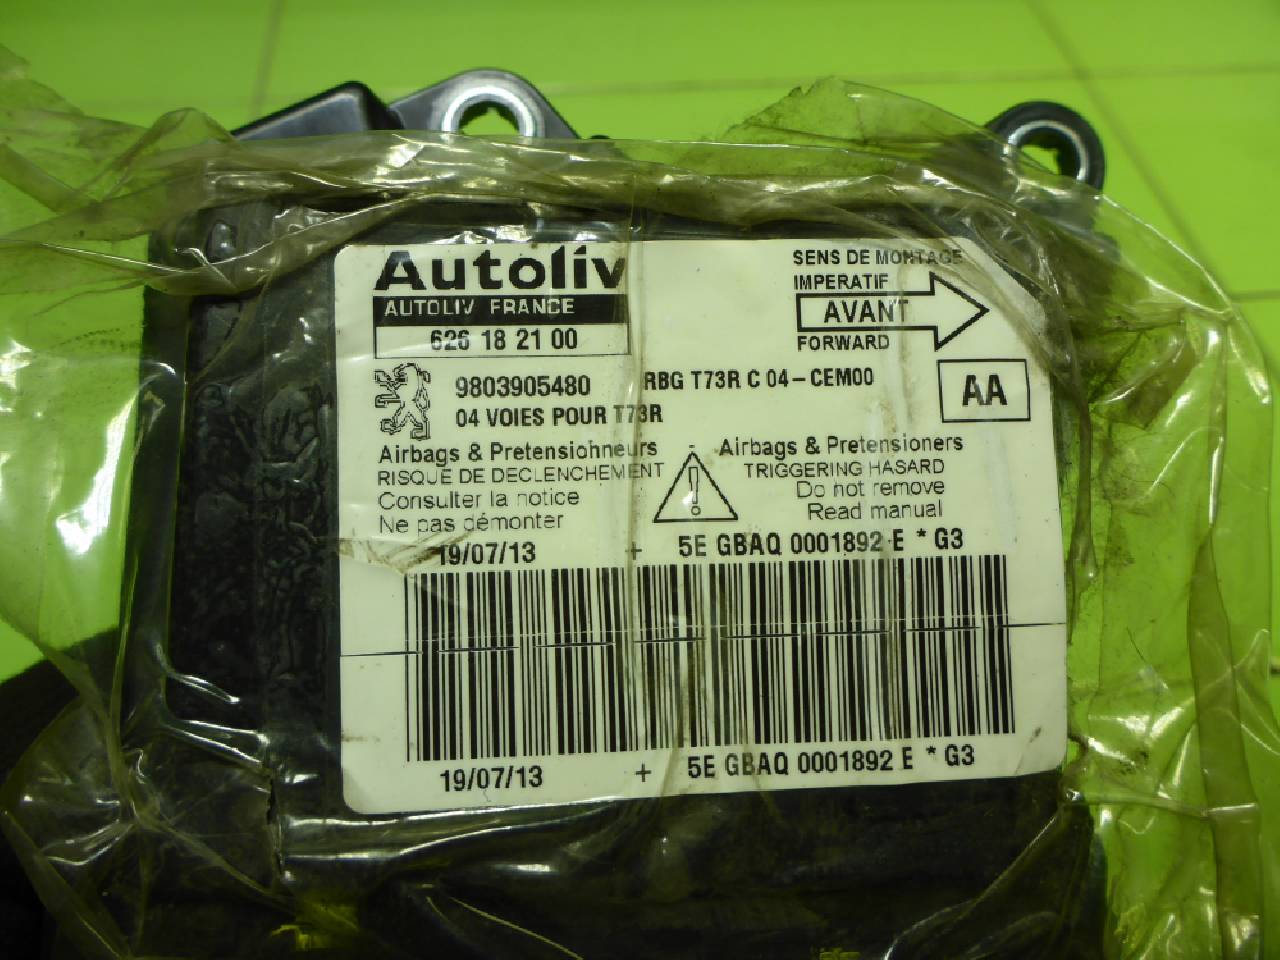 Autoliv
AUTOLIV FRANCE
626 18 21 00
SENS DE MONTAGE
IMPERATIF
AVANT
FORWARD
9803905480
RBG T73R C 04-CEM00
04 VOIES POUR T73R
AA
Airbags & Pretensiohneurs
RISQUE DE DECLENCHEMENT
Consulter la notice
Ne pas démonter
Airbags & Pretensioners
TRIGGERING HASARD
Do not remove
Read manual
19/07/13 + 5E GBAQ 0001892 E * G3
19/07/13 + 5E GBAQ 0001892 E * G3